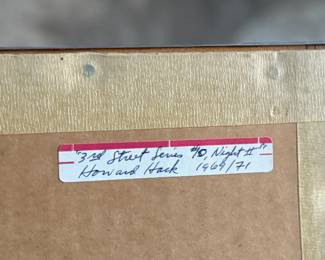 "3rd Street Series #10, Night II"
Howard Hack 1969/71